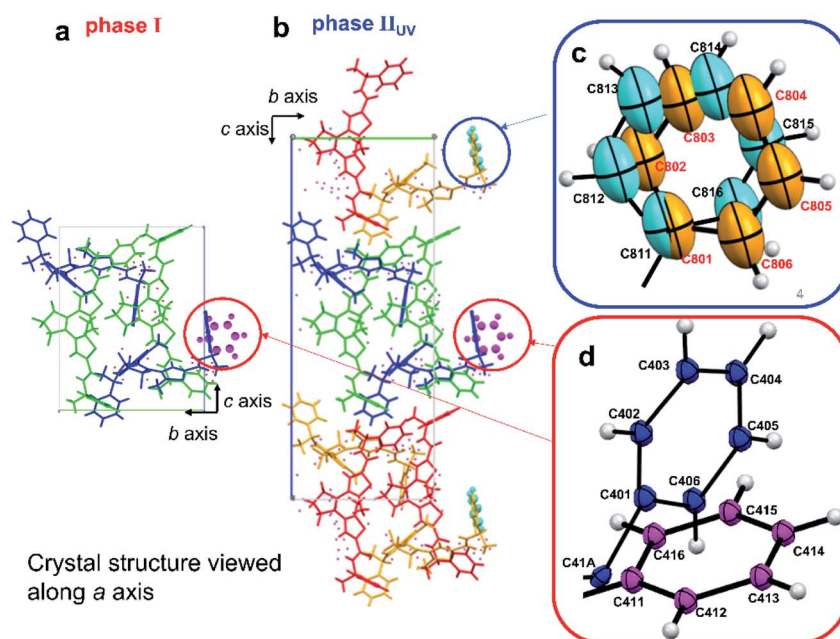 a phase I
b phase II UV
b axis
c axis
c axis
b axis
Crystal structure viewed
along a axis
c
C814
C813
C804
C803
C815
C802
C805
C812
C816
C811
C801
C806
4
d
C403
C404
C402
C405
C401
C406
C415
C416
C414
C41A
C411
C413
C412